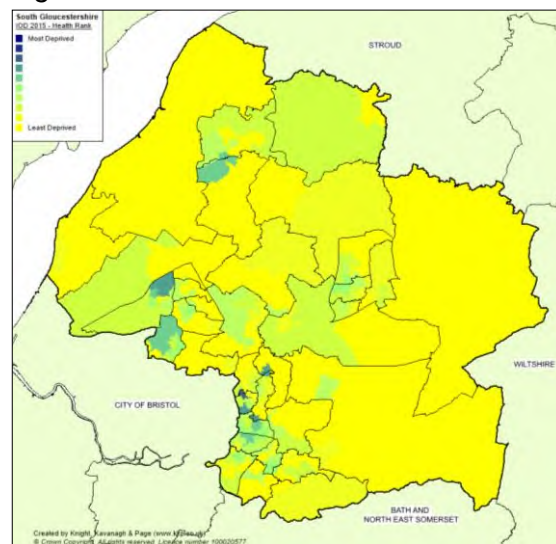 South Gloucestershire
IOD 2015 - Health Rank
Most Deprived
Least Deprived
STROUD
WILTSHIRE
CITY OF BRISTOL
BATH AND
NORTH EAST SOMERSET
Created by Knight, Kavanagh & Page (www.kkp.co.uk)
© Crown Copyright. All rights reserved. Licence number 100020577